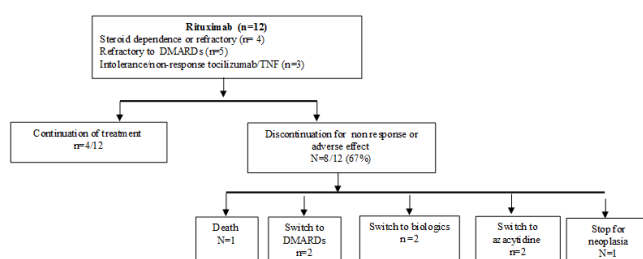 Rituximab (n=12)
Steroid dependence or refractory (n= 4)
Refractory to DMARDs (n=5)
Intolerance/non-response tocilizumab/TNF (n=3)
Continuation of treatment
n=4/12
Discontinuation for non response or
adverse effect
N=8/12 (67%)
Death
N=1
Switch to
DMARDs
n=2
Switch to biologics
n=2
Switch to
azacytidine
n=2
Stop for
neoplasia
N=1